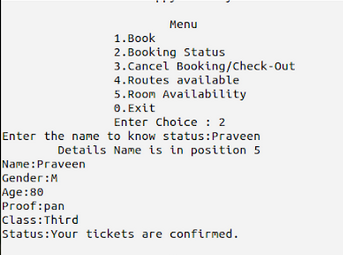 Menu
1.Book
2.Booking Status
3.Cancel Booking/Check-Out
4.Routes available
5.Room Availability
0.Exit
Enter Choice : 2
Enter the name to know status:Praveen
Details Name is in position 5
Name:Praveen
Gender:M
Age:80
Proof:pan
Class:Third
Status:Your tickets are confirmed.